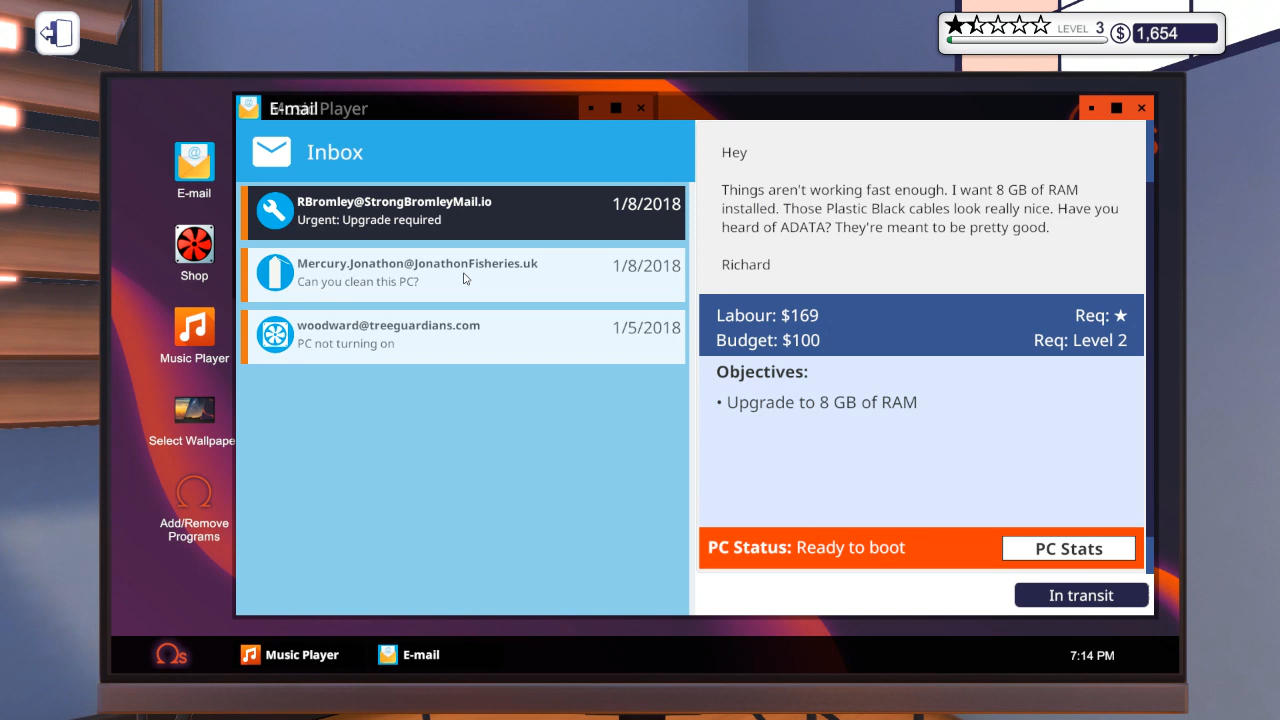 LEVEL 3
$ 1,654
E-mail
Player
Inbox
RBromley@StrongBromleyMail.io
1/8/2018
Urgent: Upgrade required
Mercury.Jonathon@JonathonFisheries.uk
1/8/2018
Can you clean this PC?
woodward@treeguardians.com
1/5/2018
PC not turning on
Hey
Things aren't working fast enough. I want 8 GB of RAM
installed. Those Plastic Black cables look really nice. Have you
heard of ADATA? They're meant to be pretty good.
Richard
Labour: $169
Req: ★
Budget: $100
Req: Level 2
Objectives:
• Upgrade to 8 GB of RAM
PC Status: Ready to boot
PC Stats
In transit
E-mail
Shop
Music Player
Select Wallpape
Add/Remove
Programs
Ωs
Music Player
E-mail
7:14 PM